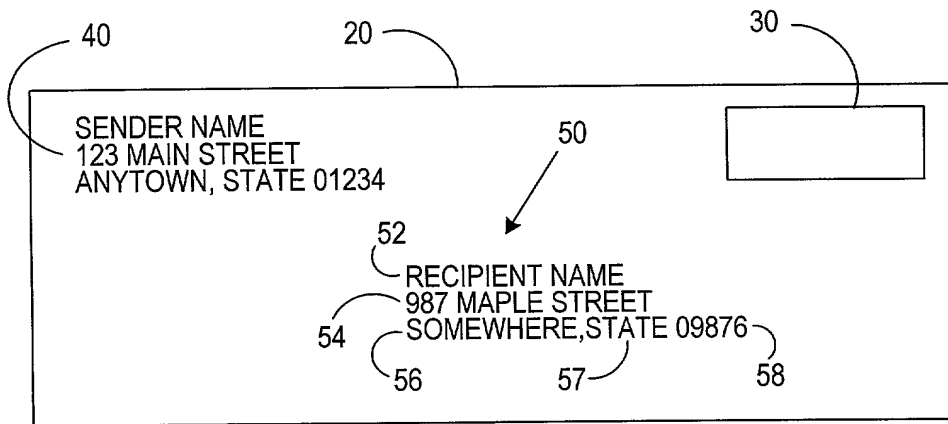 40
20
30
SENDER NAME
123 MAIN STREET
ANYTOWN, STATE 01234
50
52
RECIPIENT NAME
987 MAPLE STREET
54
SOMEWHERE,STATE 09876
56
57
58